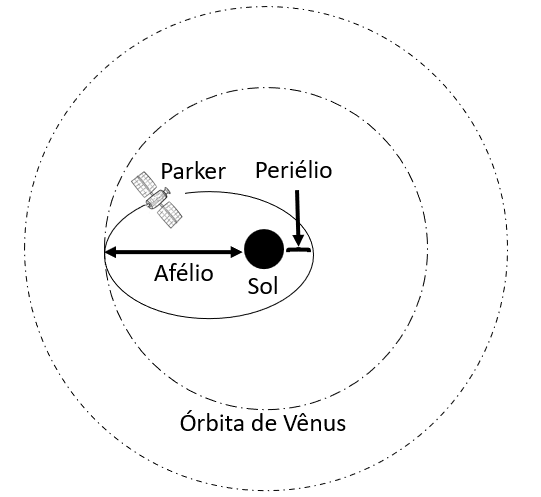 Parker
Periélio
Afélio
Sol
Órbita de Vênus